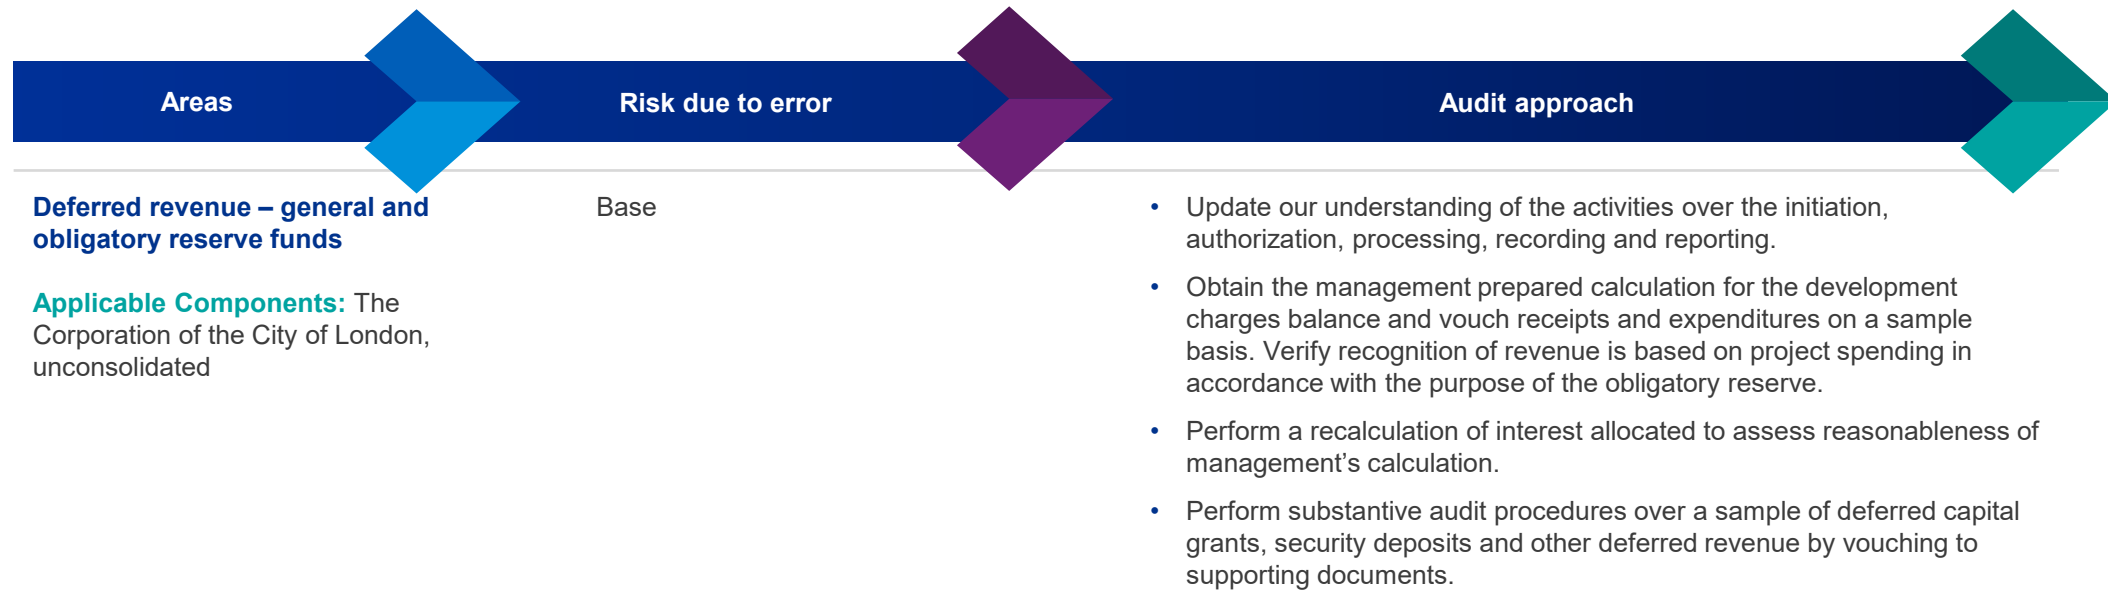 Areas
Risk due to error
Audit approach
Deferred revenue – general and
obligatory reserve funds
Applicable Components: The
Corporation of the City of London,
unconsolidated
Base
• Update our understanding of the activities over the initiation,
authorization, processing, recording and reporting.
• Obtain the management prepared calculation for the development
charges balance and vouch receipts and expenditures on a sample
basis. Verify recognition of revenue is based on project spending in
accordance with the purpose of the obligatory reserve.
• Perform a recalculation of interest allocated to assess reasonableness of
management’s calculation.
• Perform substantive audit procedures over a sample of deferred capital
grants, security deposits and other deferred revenue by vouching to
supporting documents.